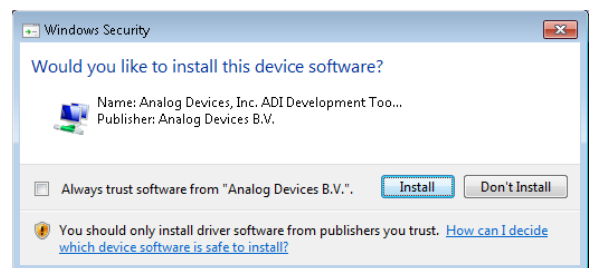 Windows Security
Would you like to install this device software?
Name: Analog Devices, Inc. ADI Development Too...
Publisher: Analog Devices B.V.
Always trust software from "Analog Devices B.V.".
Install
Don't Install
You should only install driver software from publishers you trust. How can I decide
which device software is safe to install?